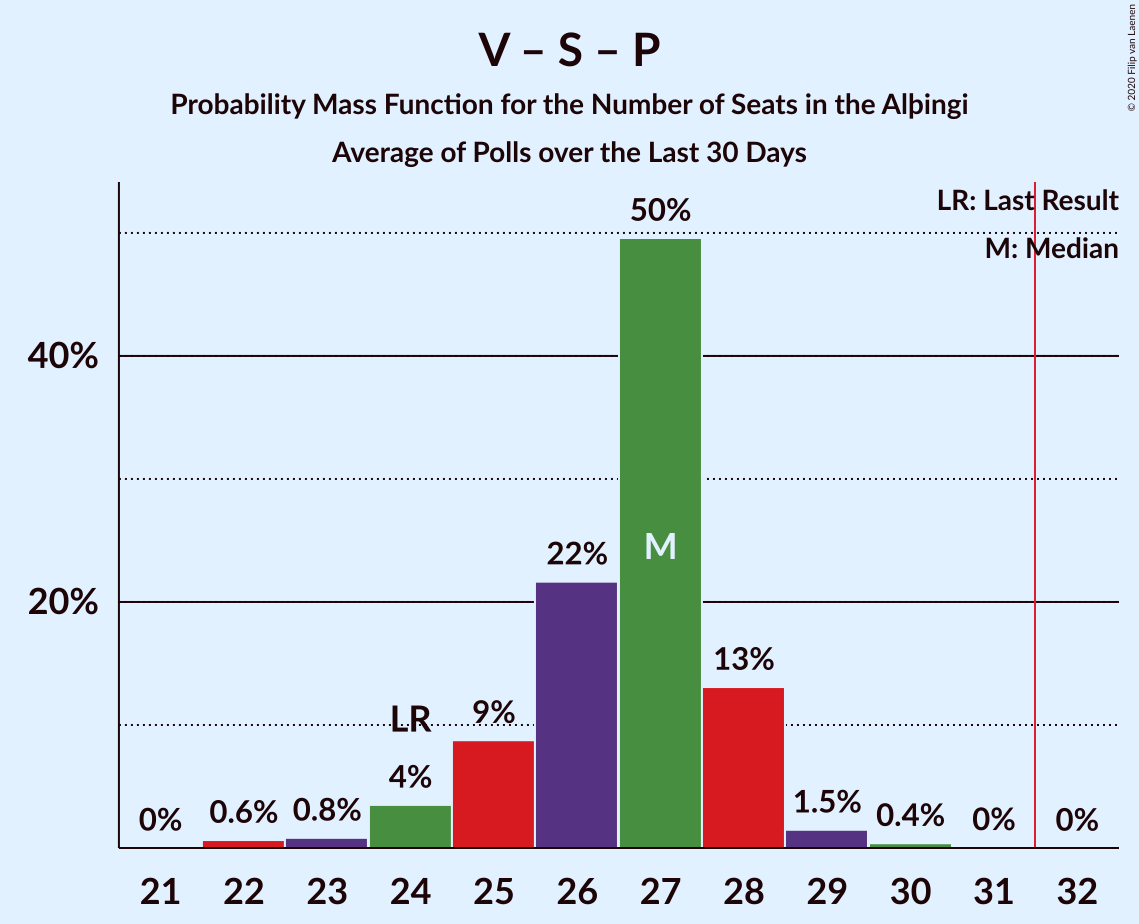 V – S – P
Probability Mass Function for the Number of Seats in the Alþingi
Average of Polls over the Last 30 Days
© 2020 Filip van Laenen
LR: Last Result
M: Median
50%
40%
M
22%
20%
13%
LR
9%
4%
0%
0.6%
0.8%
1.5%
0.4%
0%
0%
21 22 23 24 25 26 27 28 29 30 31 32